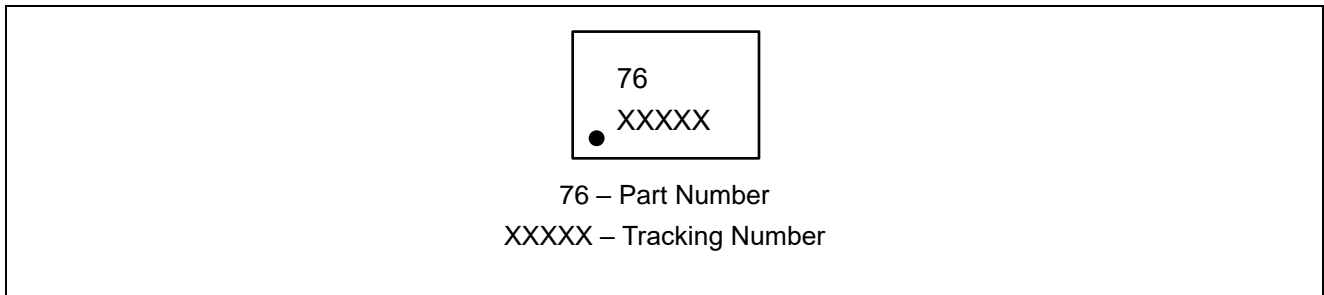 76
XXXXX
76 – Part Number
XXXXX – Tracking Number